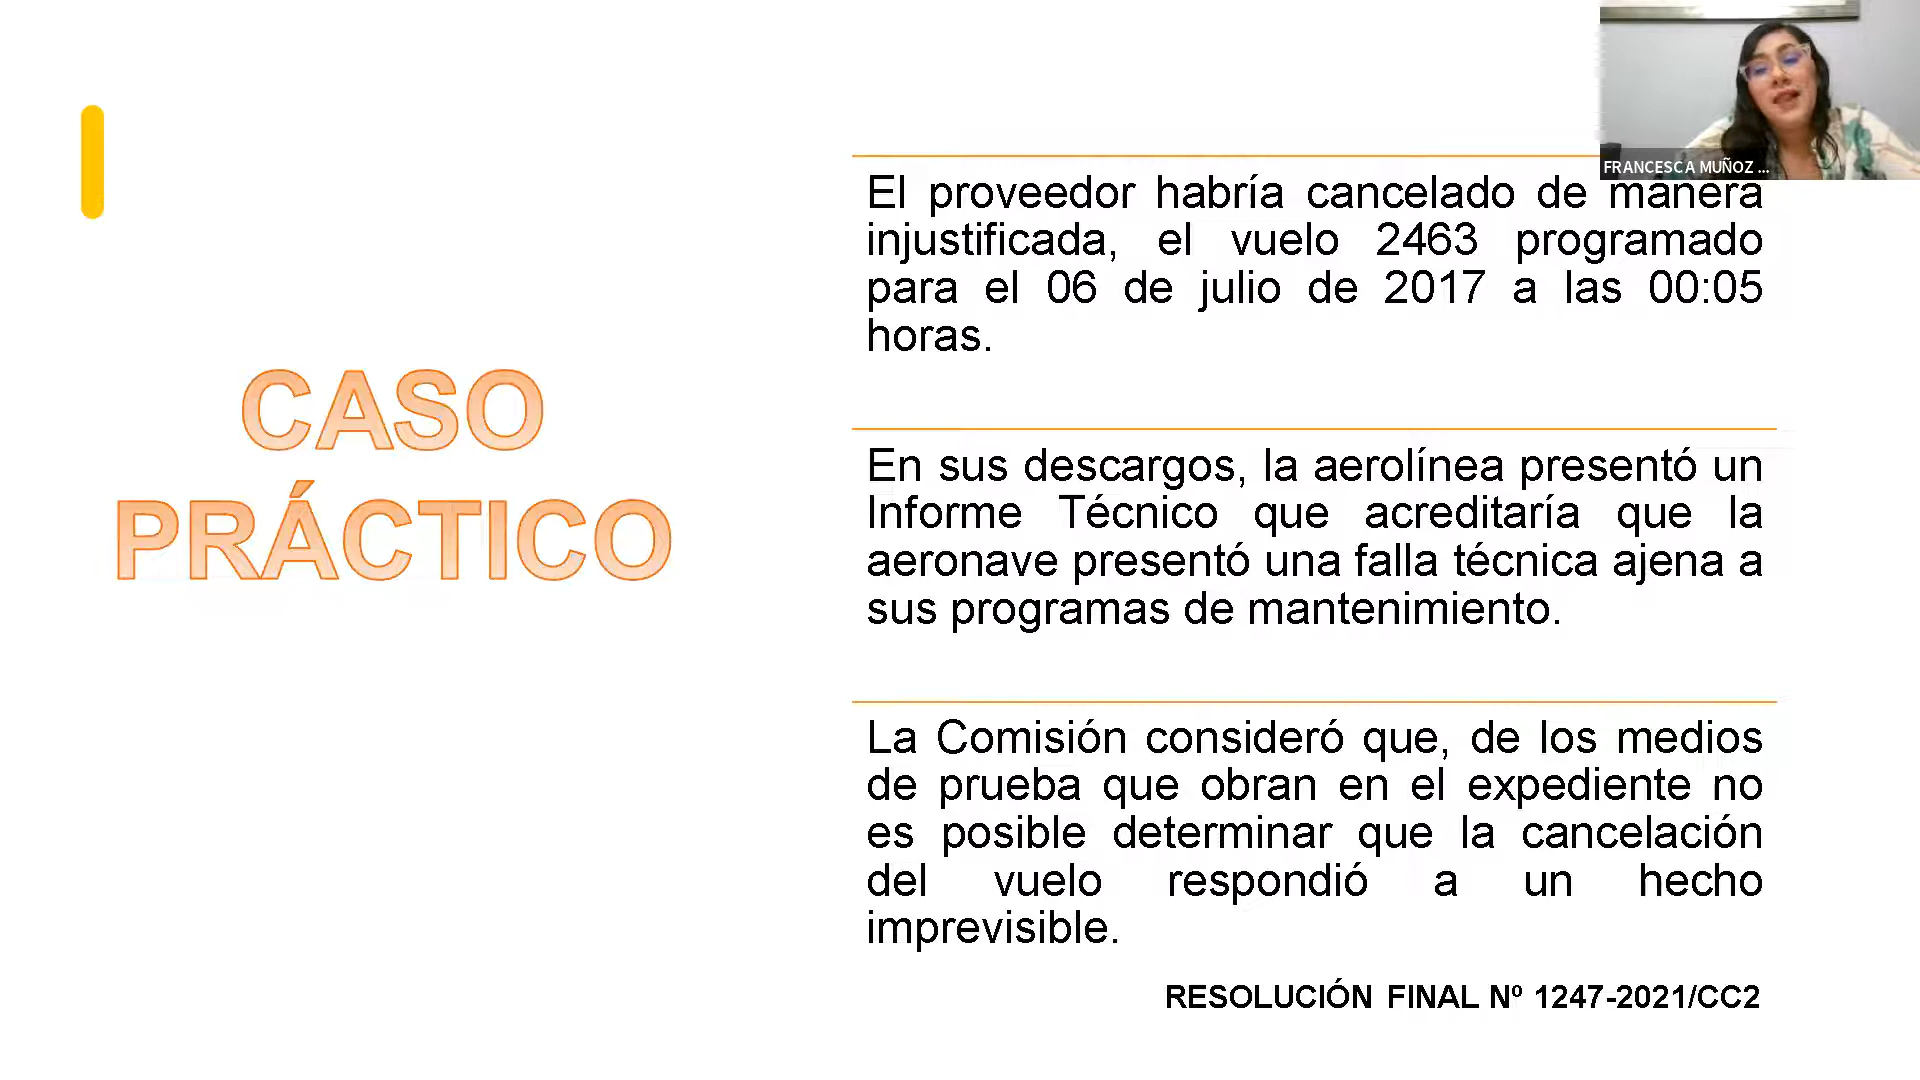 FRANCESCA MUÑOZ ...
CASO
PRÁCTICO
El proveedor habría cancelado de manera
injustificada, el vuelo 2463 programado
para el 06 de julio de 2017 a las 00:05
horas.
En sus descargos, la aerolínea presentó un
Informe Técnico que acreditaría que la
aeronave presentó una falla técnica ajena a
sus programas de mantenimiento.
La Comisión consideró que, de los medios
de prueba que obran en el expediente no
es posible determinar que la cancelación
del vuelo respondió a un hecho
imprevisible.
RESOLUCIÓN FINAL Nº 1247-2021/CC2